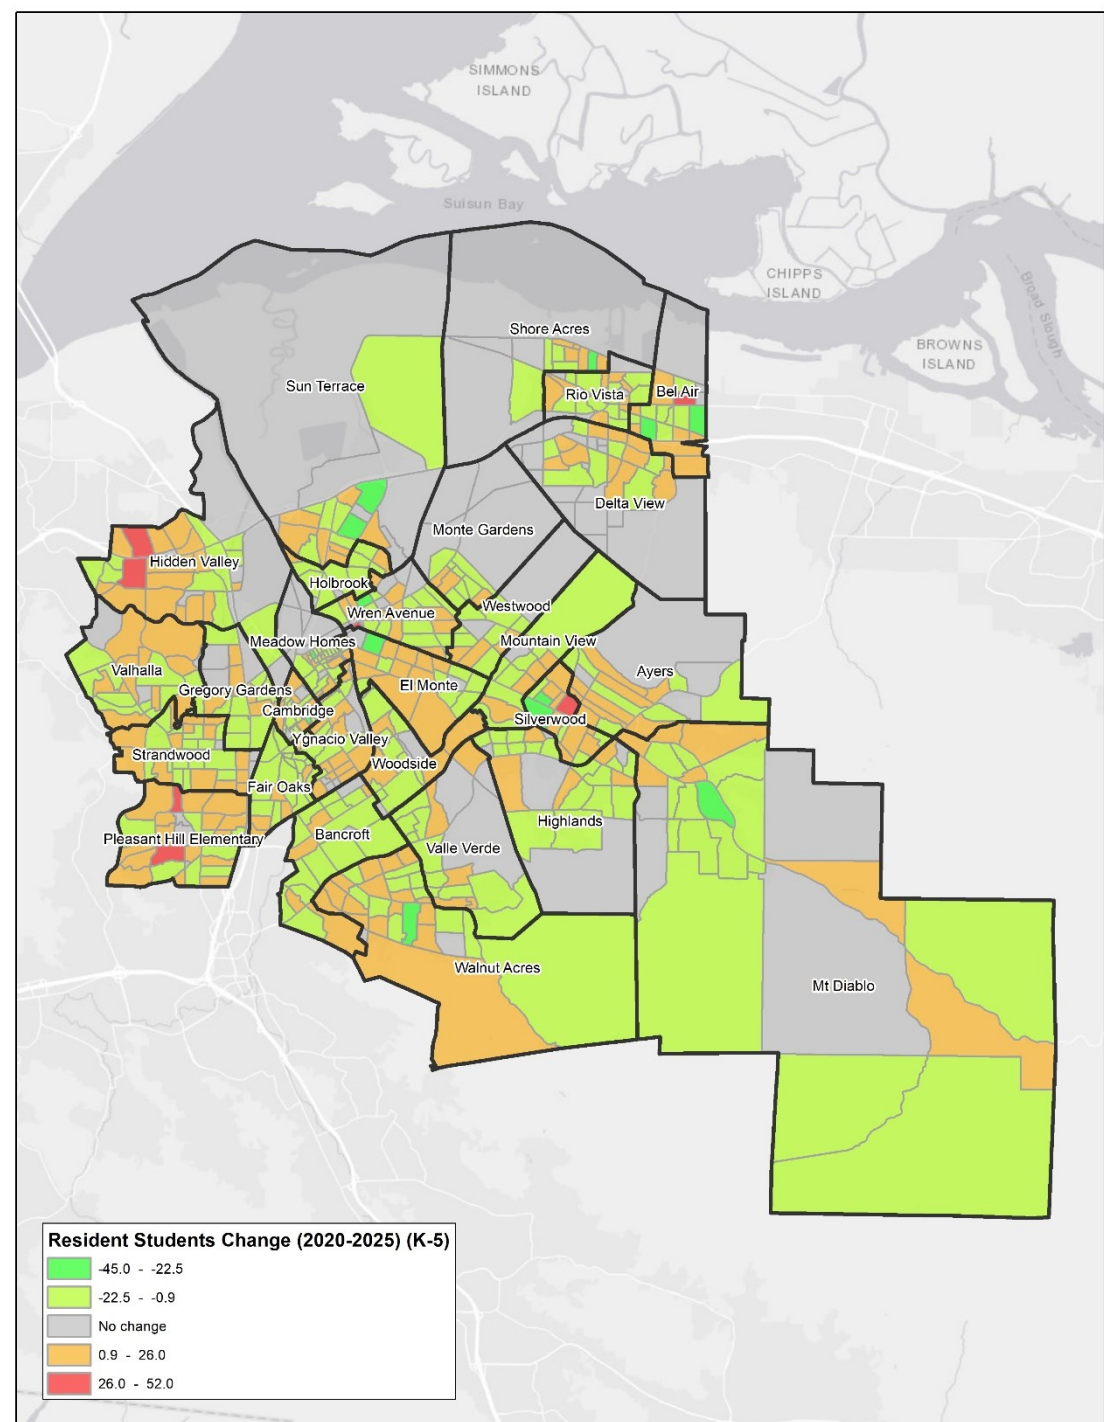 SIMMONS
ISLAND
Suisun Bay
CHIPPS
ISLAND
Broad Slough
BROWNS
ISLAND
Shore Acres
Sun Terrace
Rio Vista
Bel Air
Delta View
Monte Gardens
Hidden Valley
Holbrook
Westwood
Wren Avenue
Meadow Homes
Mountain View
Valhalla
Ayers
Gregory Gardens
El Monte
Cambridge
Silverwood
Ygnacio Valley
Strandwood
Woodside
Fair Oaks
Highlands
Pleasant Hill Elementary
Bancroft
Valle Verde
Walnut Acres
Mt Diablo
Resident Students Change (2020-2025) (K-5)
-45.0 - -22.5
-22.5 - -0.9
No change
0.9 - 26.0
26.0 - 52.0